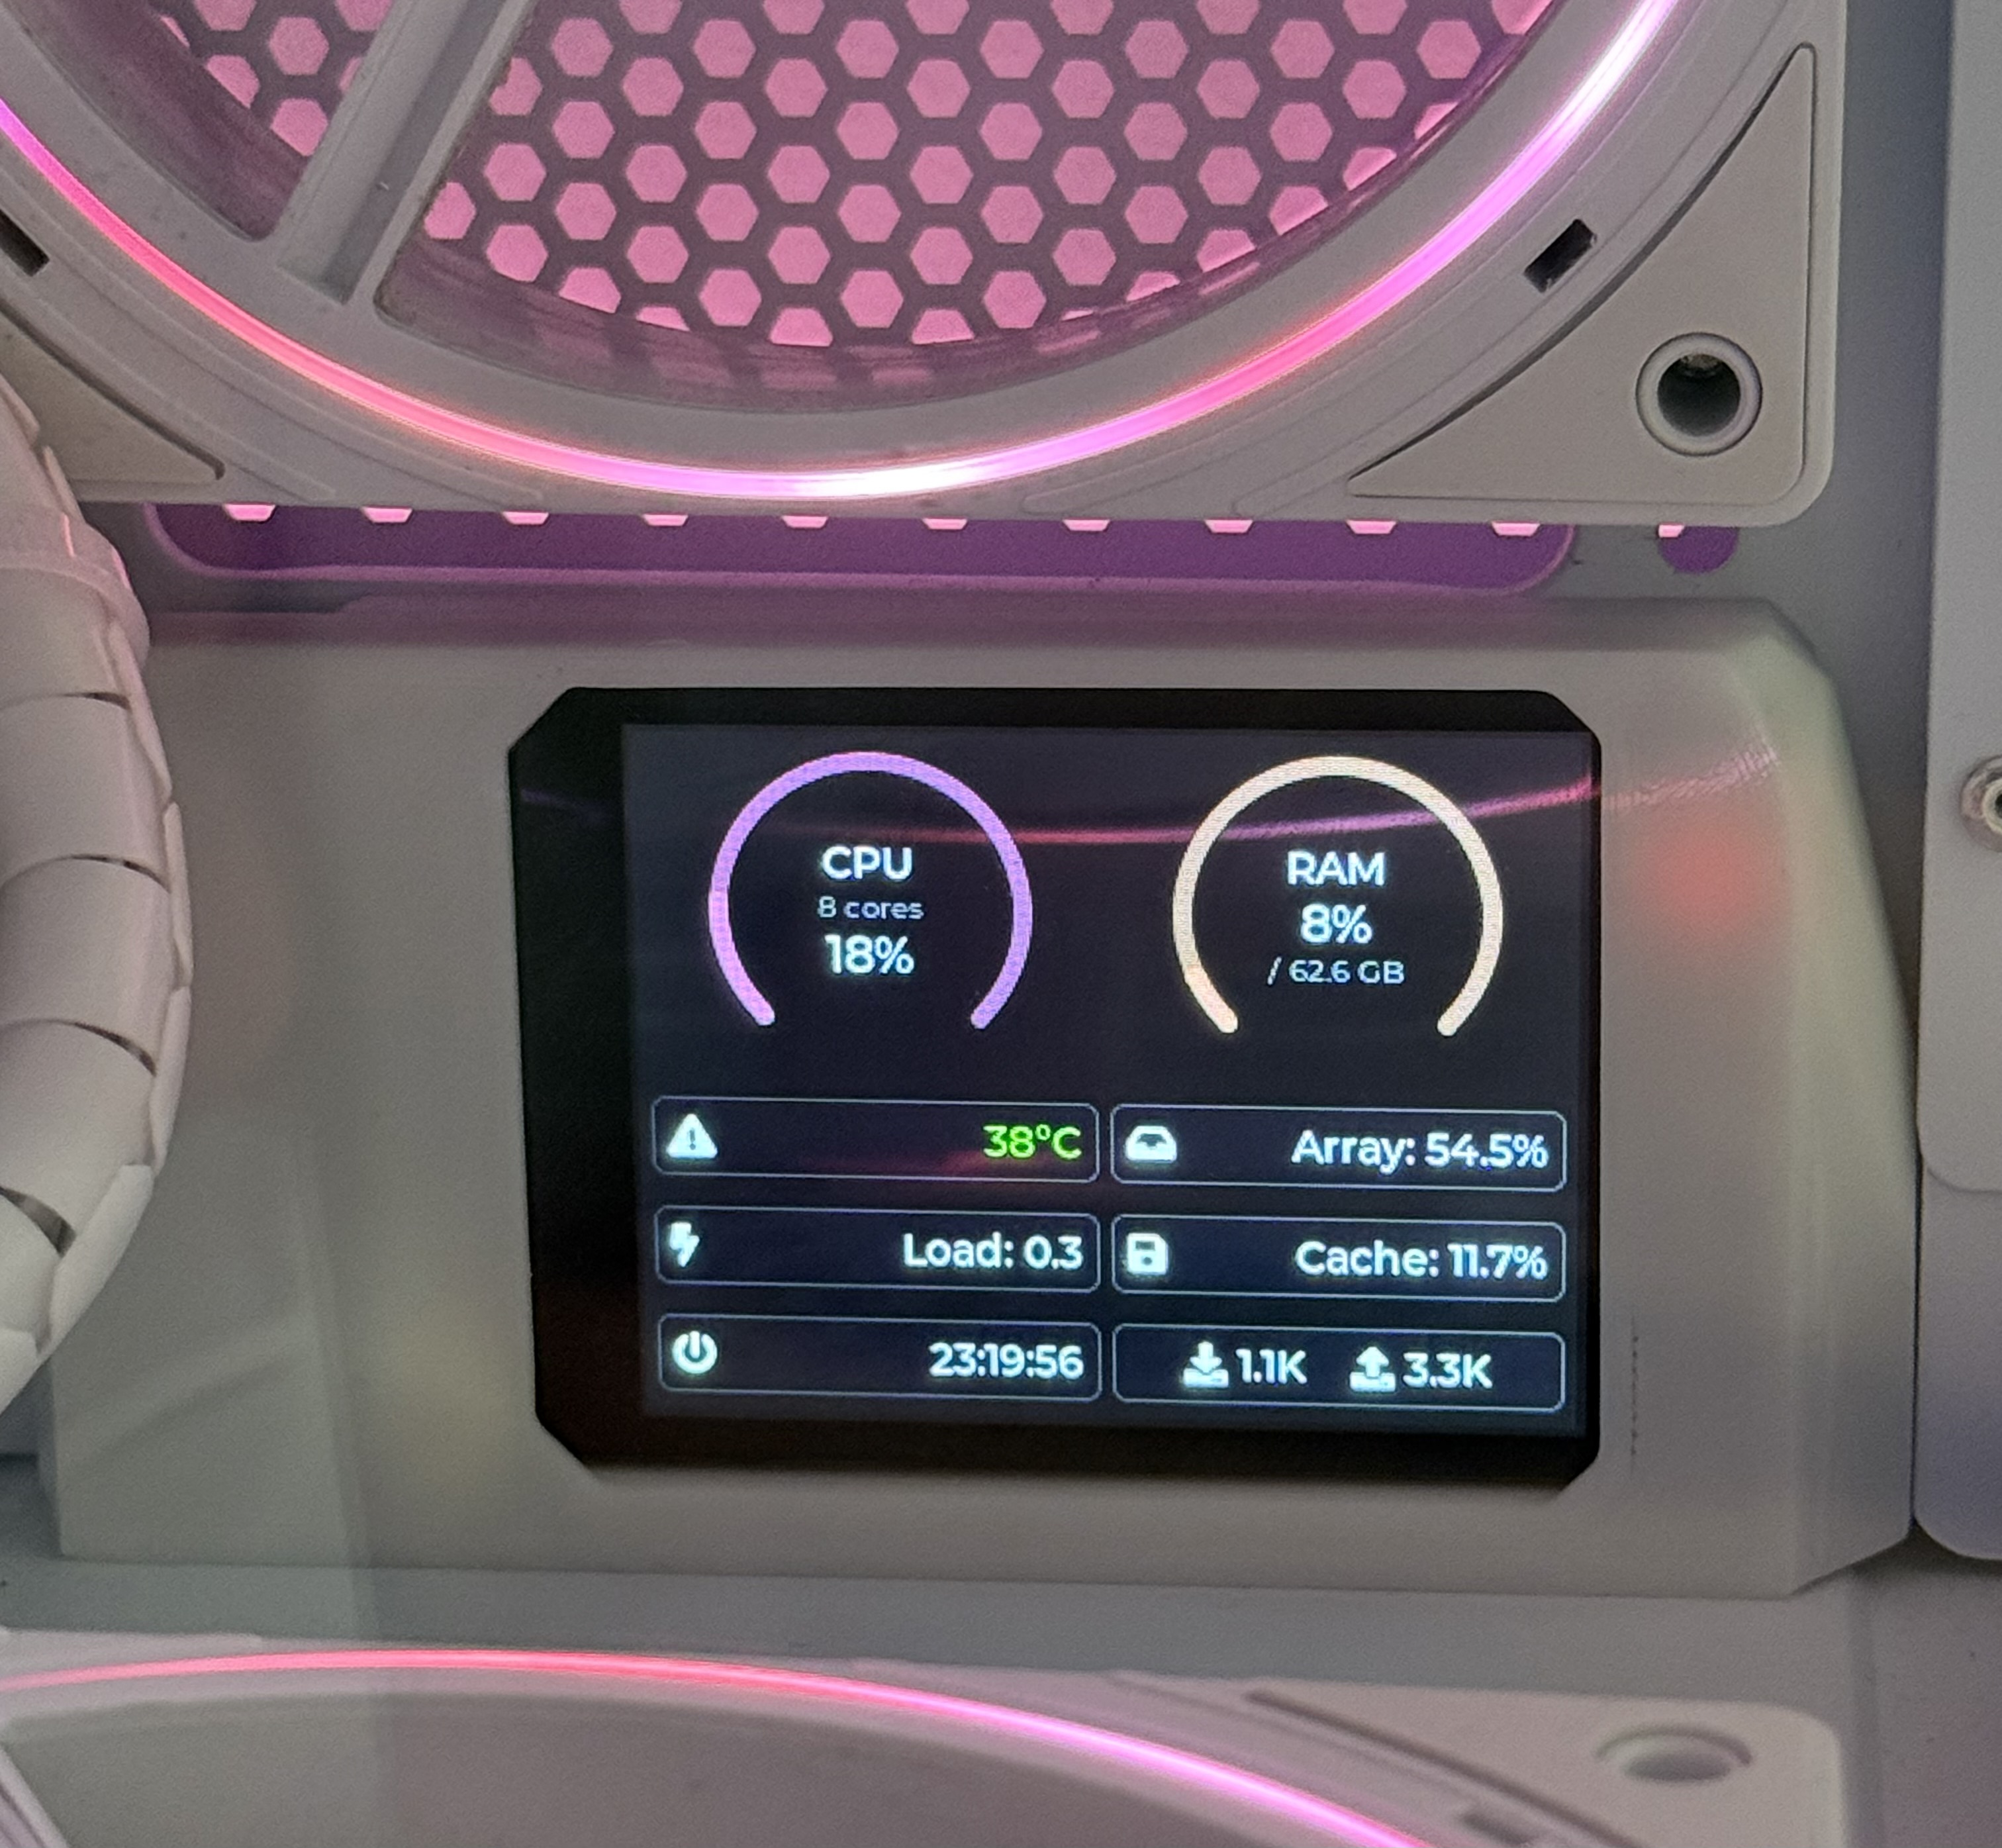 CPU
8 cores
18%
RAM
8%
/ 62.6 GB
38°C
Array: 54.5%
Load: 0.3
Cache: 11.7%
23:19:56
1.1K 3.3K